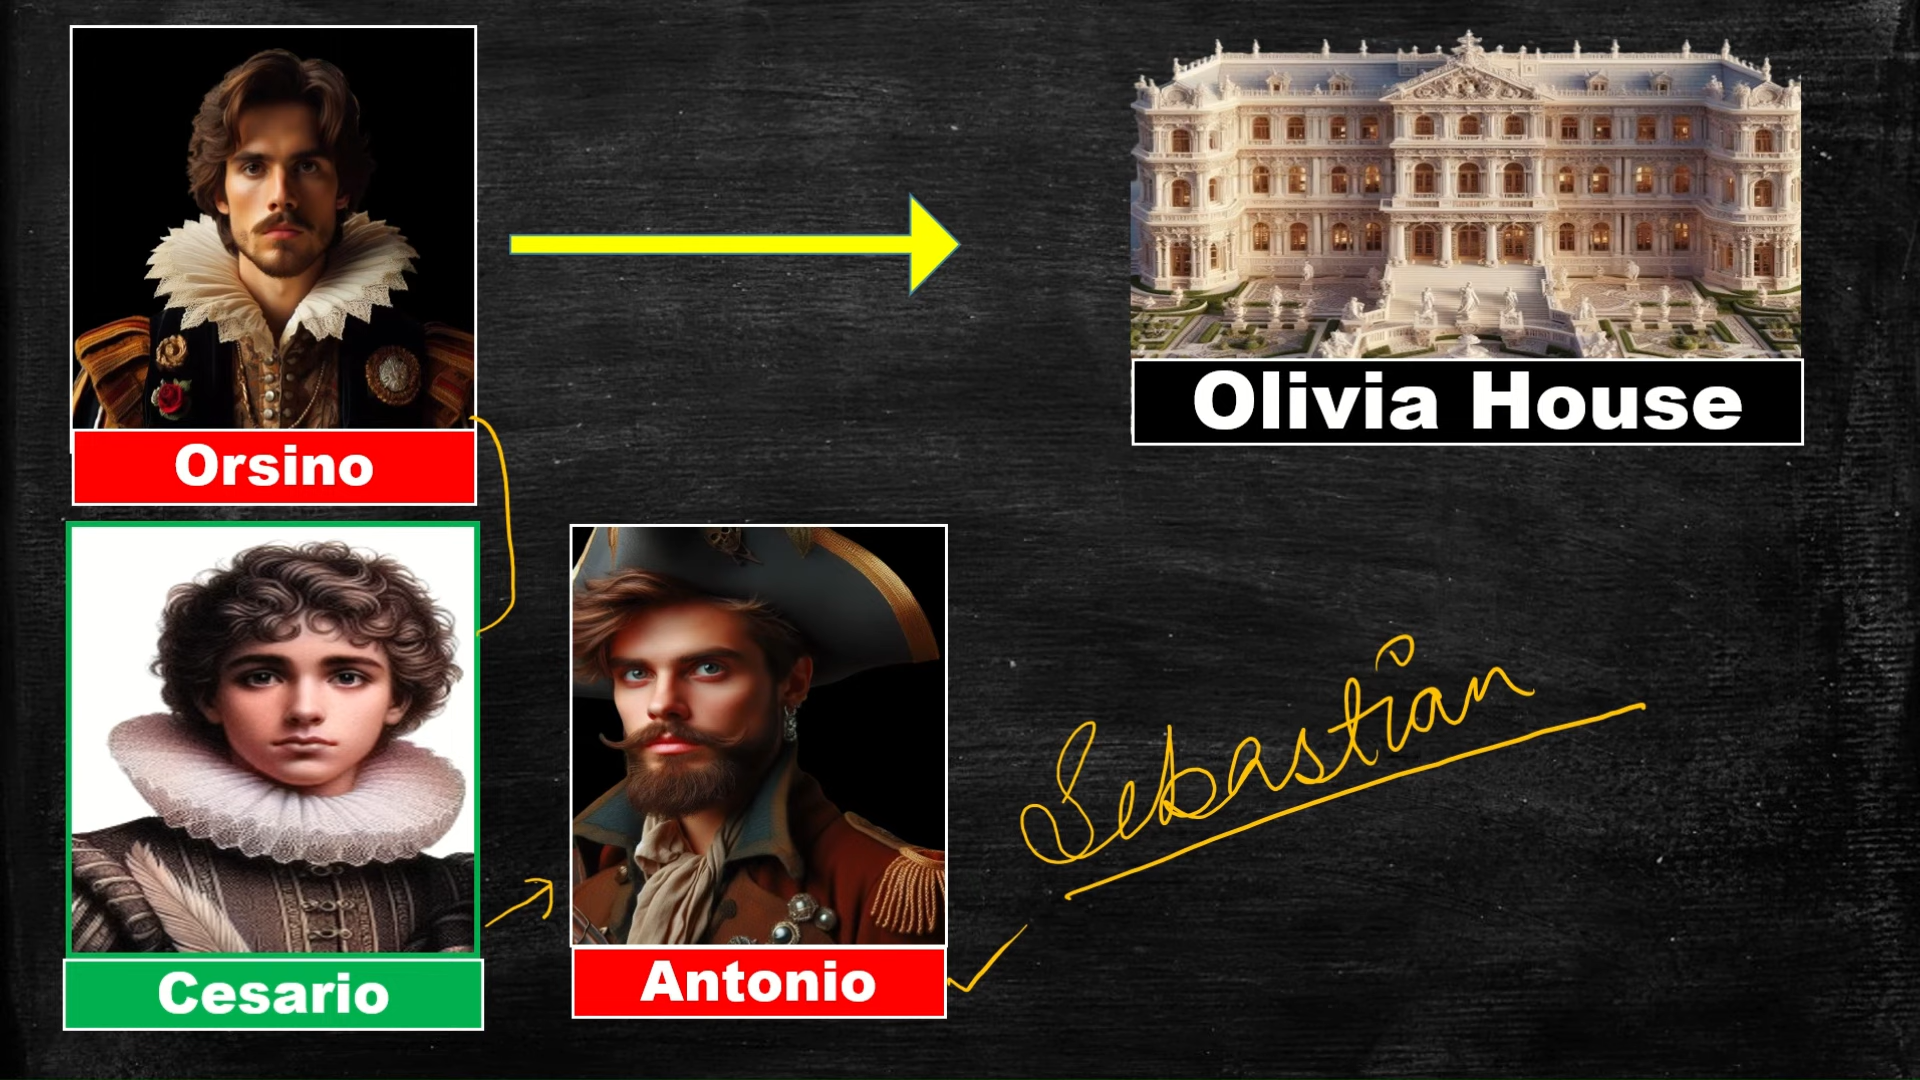 Olivia House
Orsino
Sebastian
Cesario
Antonio